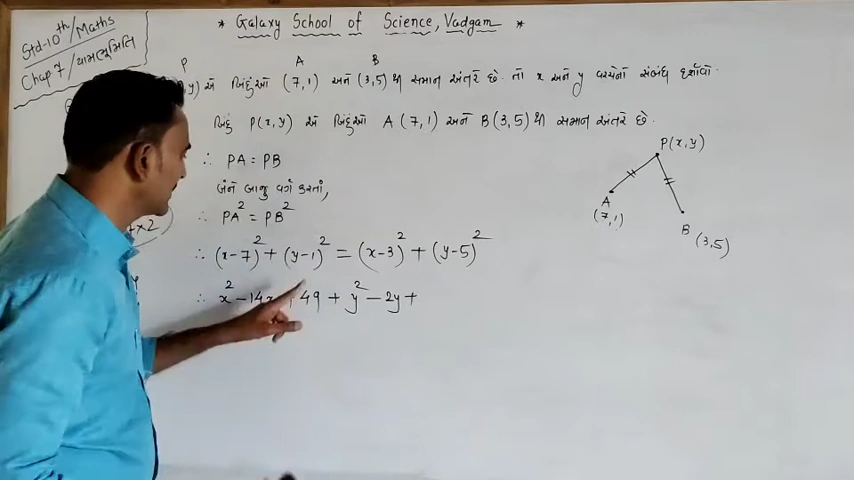 * Galaxy School of Science, Vadgam *
Std-10th/Maths
Chap 7/યામભૂમિતિ
P A B
,y) એ બિંદુઓ (7,1) અને (3,5) થી સમાન અંતરે છે. તો x અને y વચ્ચેનો સંબંધ દર્શાવો.
બિંદુ P(x,y) એ બિંદુઓ A(7,1) અને B(3,5) થી સમાન અંતરે છે.
∴ PA = PB
બંને બાજુ વર્ગ કરતાં,
∴ PA² = PB²
∴ (x-7)² + (y-1)² = (x-3)² + (y-5)²
∴ x² - 14x + 49 + y² - 2y +
P(x,y)
A
(7,1)
B
(3,5)